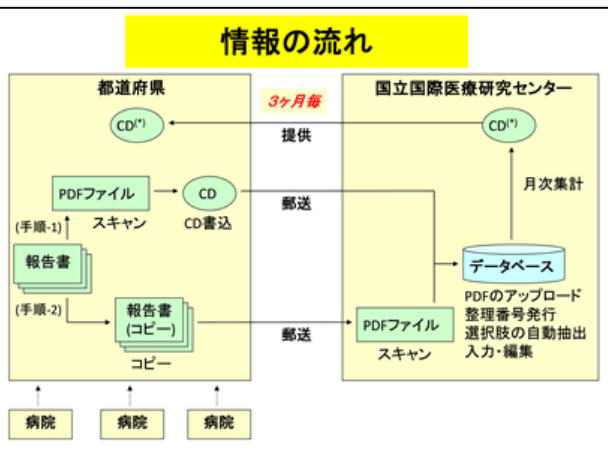 情報の流れ
都道府県
国立国際医療研究センター
3ヶ月毎
CD(*)
提供
CD(*)
月次集計
PDFファイル
スキャン
CD
CD書込
郵送
(手順-1)
報告書
(手順-2)
報告書
(コピー)
コピー
郵送
データベース
PDFのアップロード
整理番号発行
選択肢の自動抽出
入力・編集
PDFファイル
スキャン
病院
病院
病院